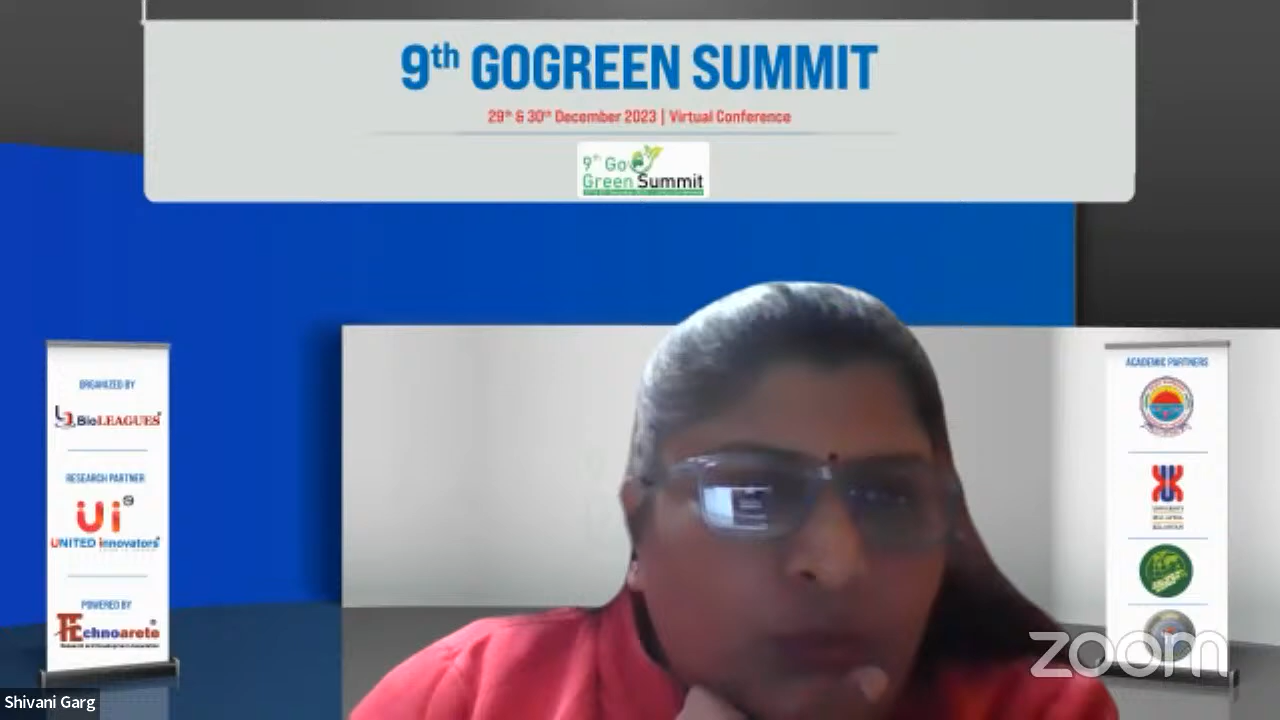 9th GOGREEN SUMMIT
29th & 30th December 2023 | Virtual Conference
9th Go
Green Summit
ORGANIZED BY
BioLEAGUES
RESEARCH PARTNER
Ui
UNITED innovators
POWERED BY
TEchnoarete
ACADEMIC PARTNERS
zoom
Shivani Garg